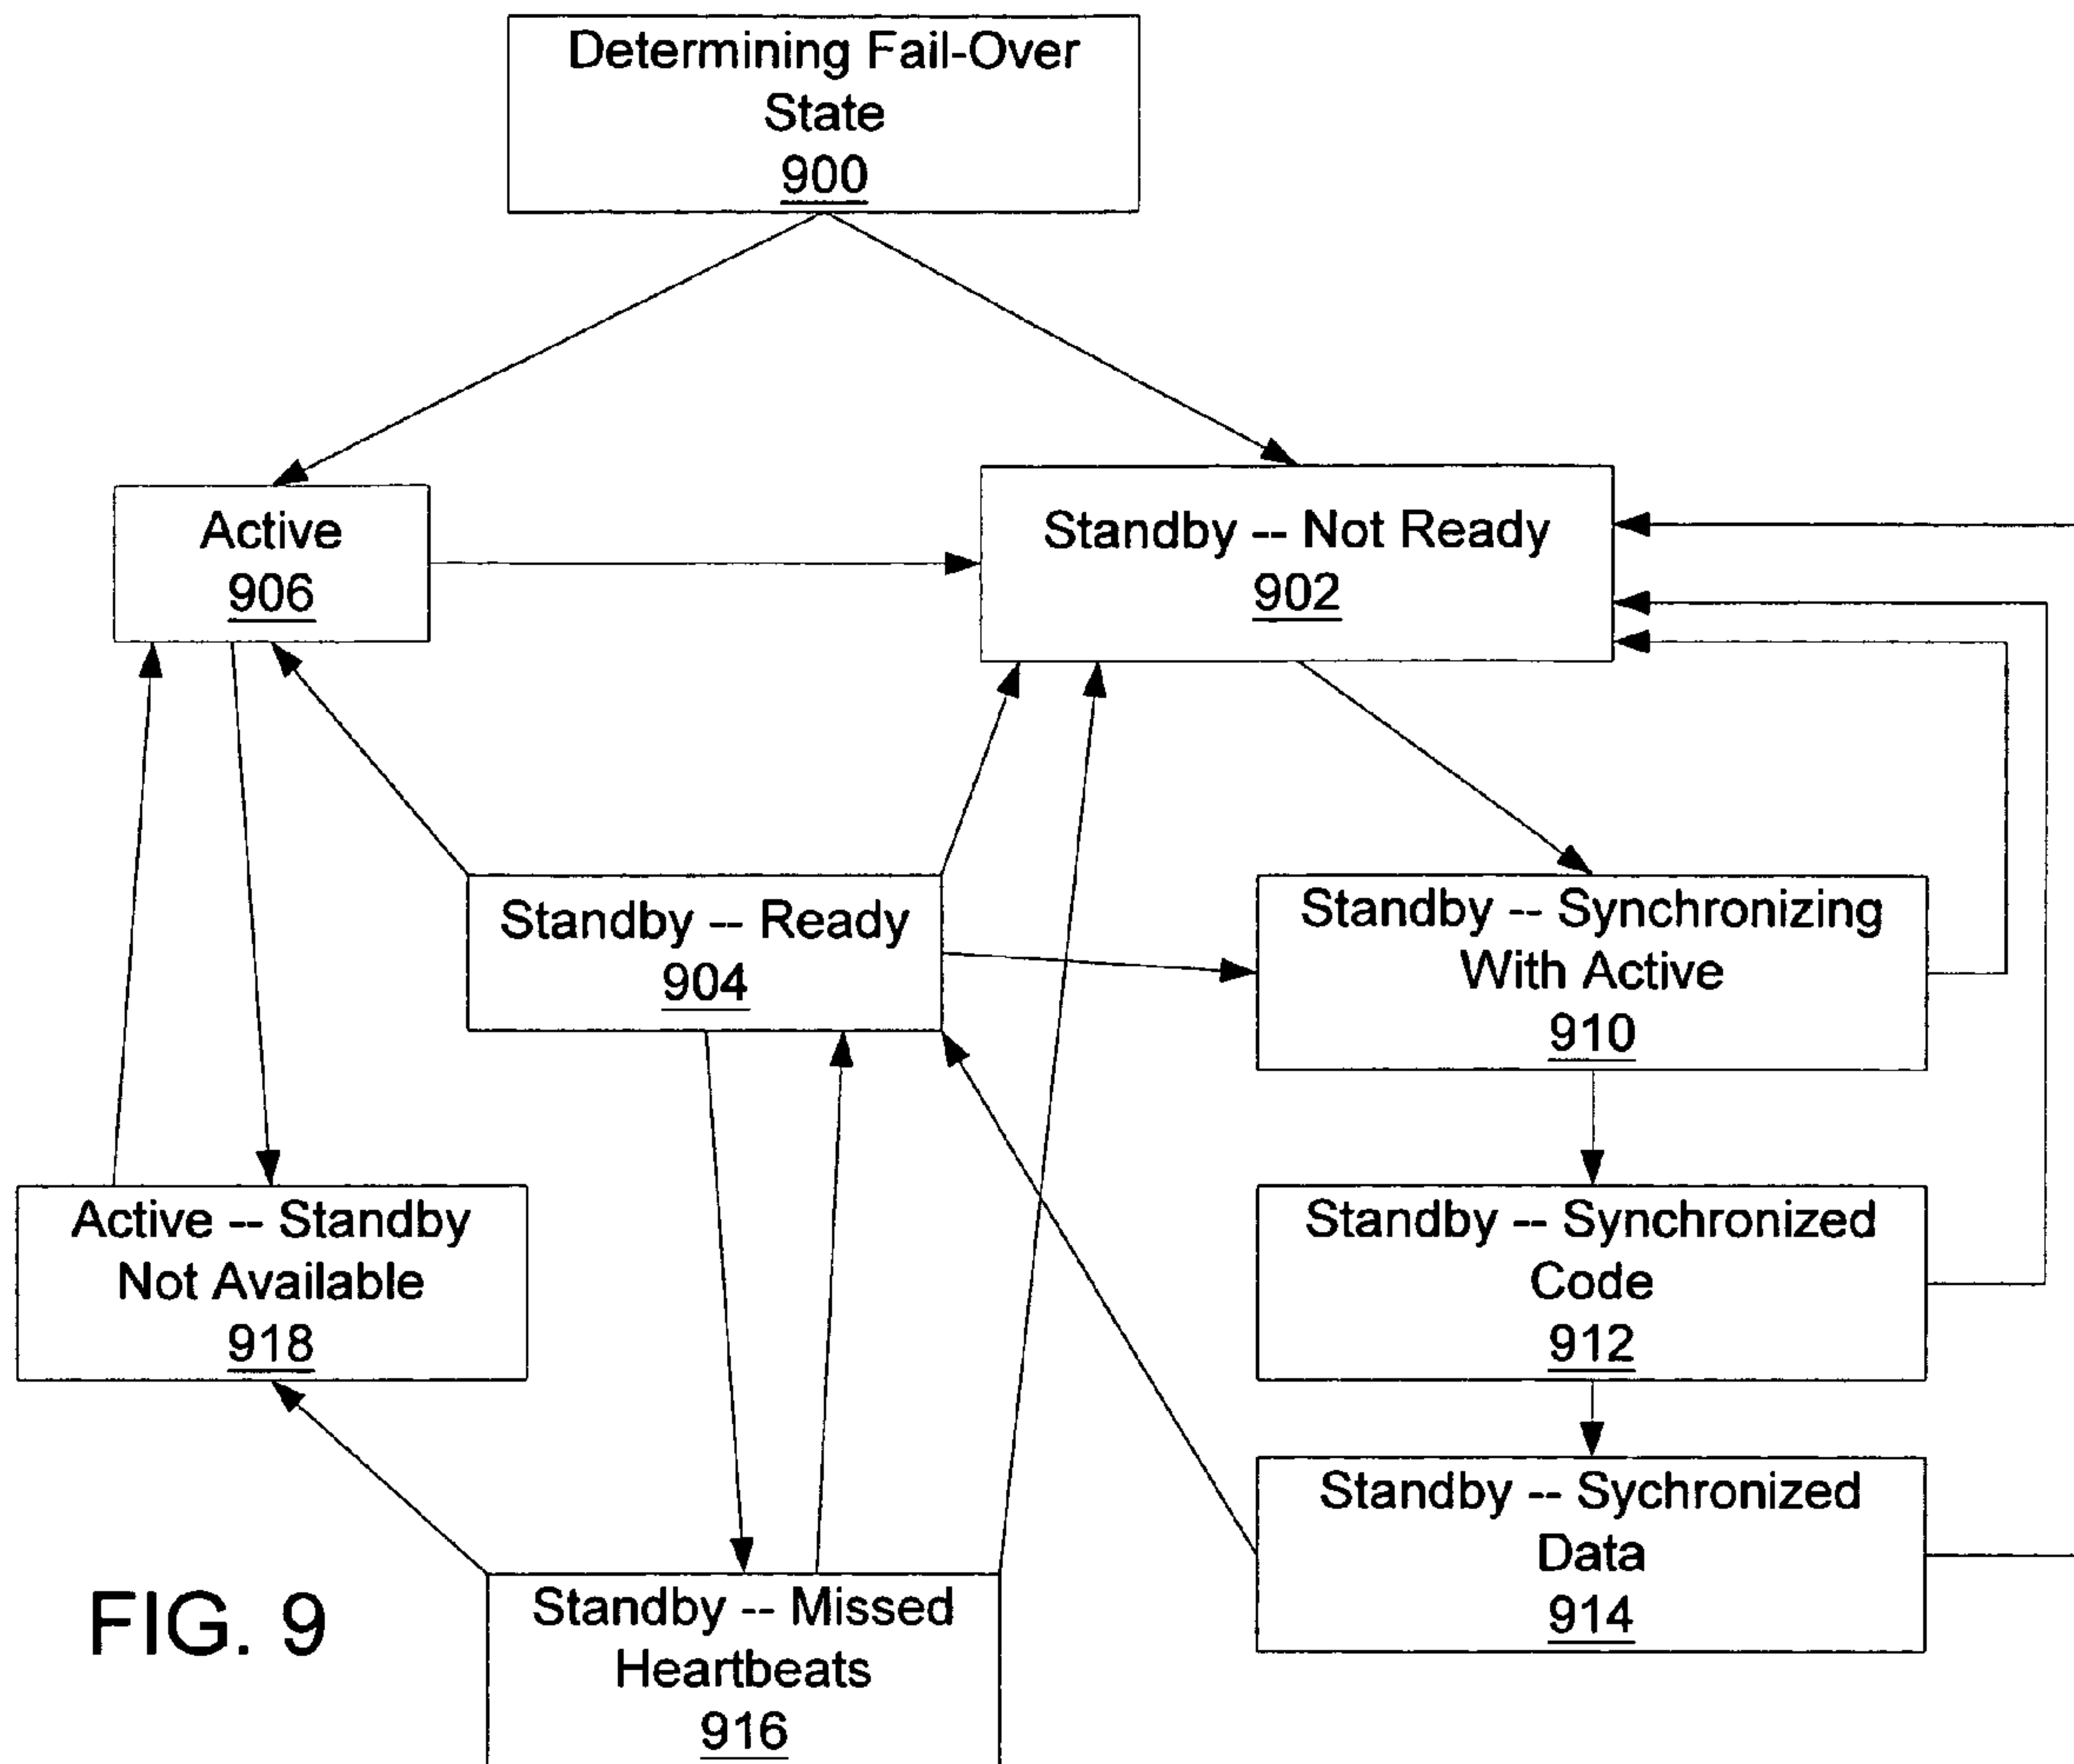 Determining Fail-Over
State
900
Active
906
Standby -- Not Ready
902
Standby -- Ready
904
Standby -- Synchronizing
With Active
910
Active -- Standby
Not Available
918
Standby -- Synchronized
Code
912
Standby -- Sychronized
Data
914
Standby -- Missed
Heartbeats
916
FIG. 9